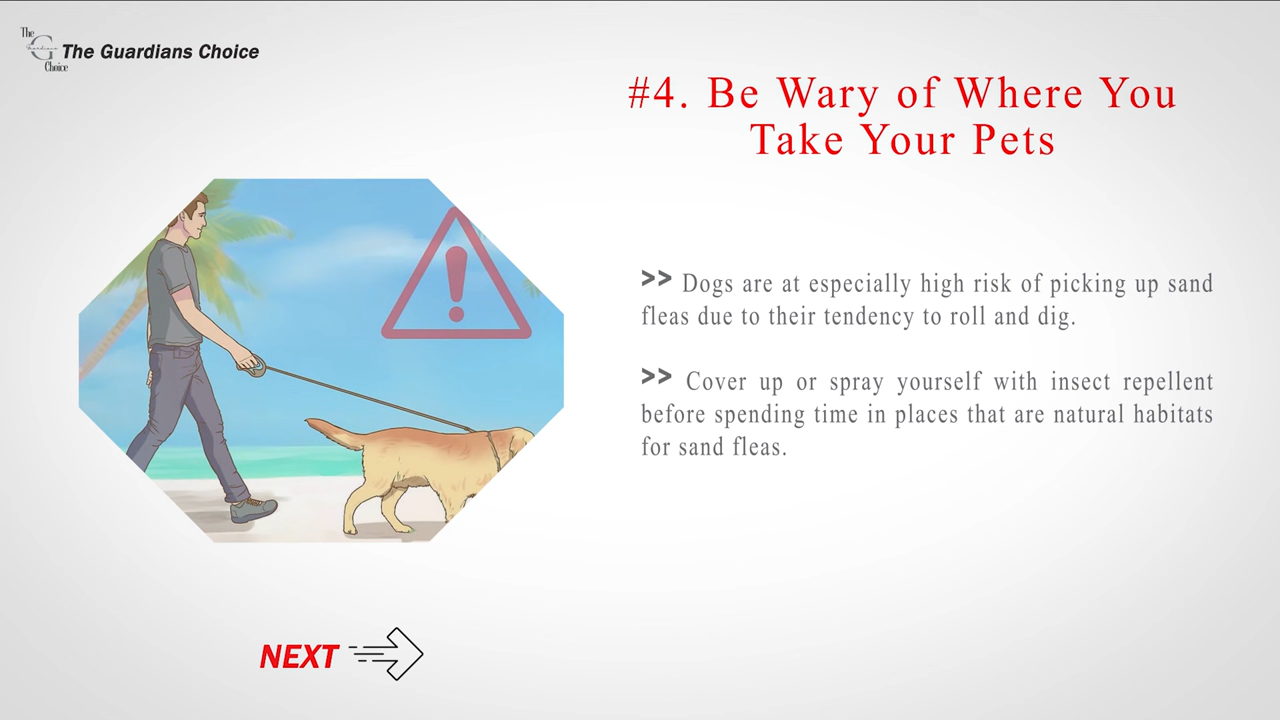 The
G
Guardians
Choice
The Guardians Choice
#4. Be Wary of Where You
Take Your Pets
>> Dogs are at especially high risk of picking up sand
fleas due to their tendency to roll and dig.
>> Cover up or spray yourself with insect repellent
before spending time in places that are natural habitats
for sand fleas.
NEXT